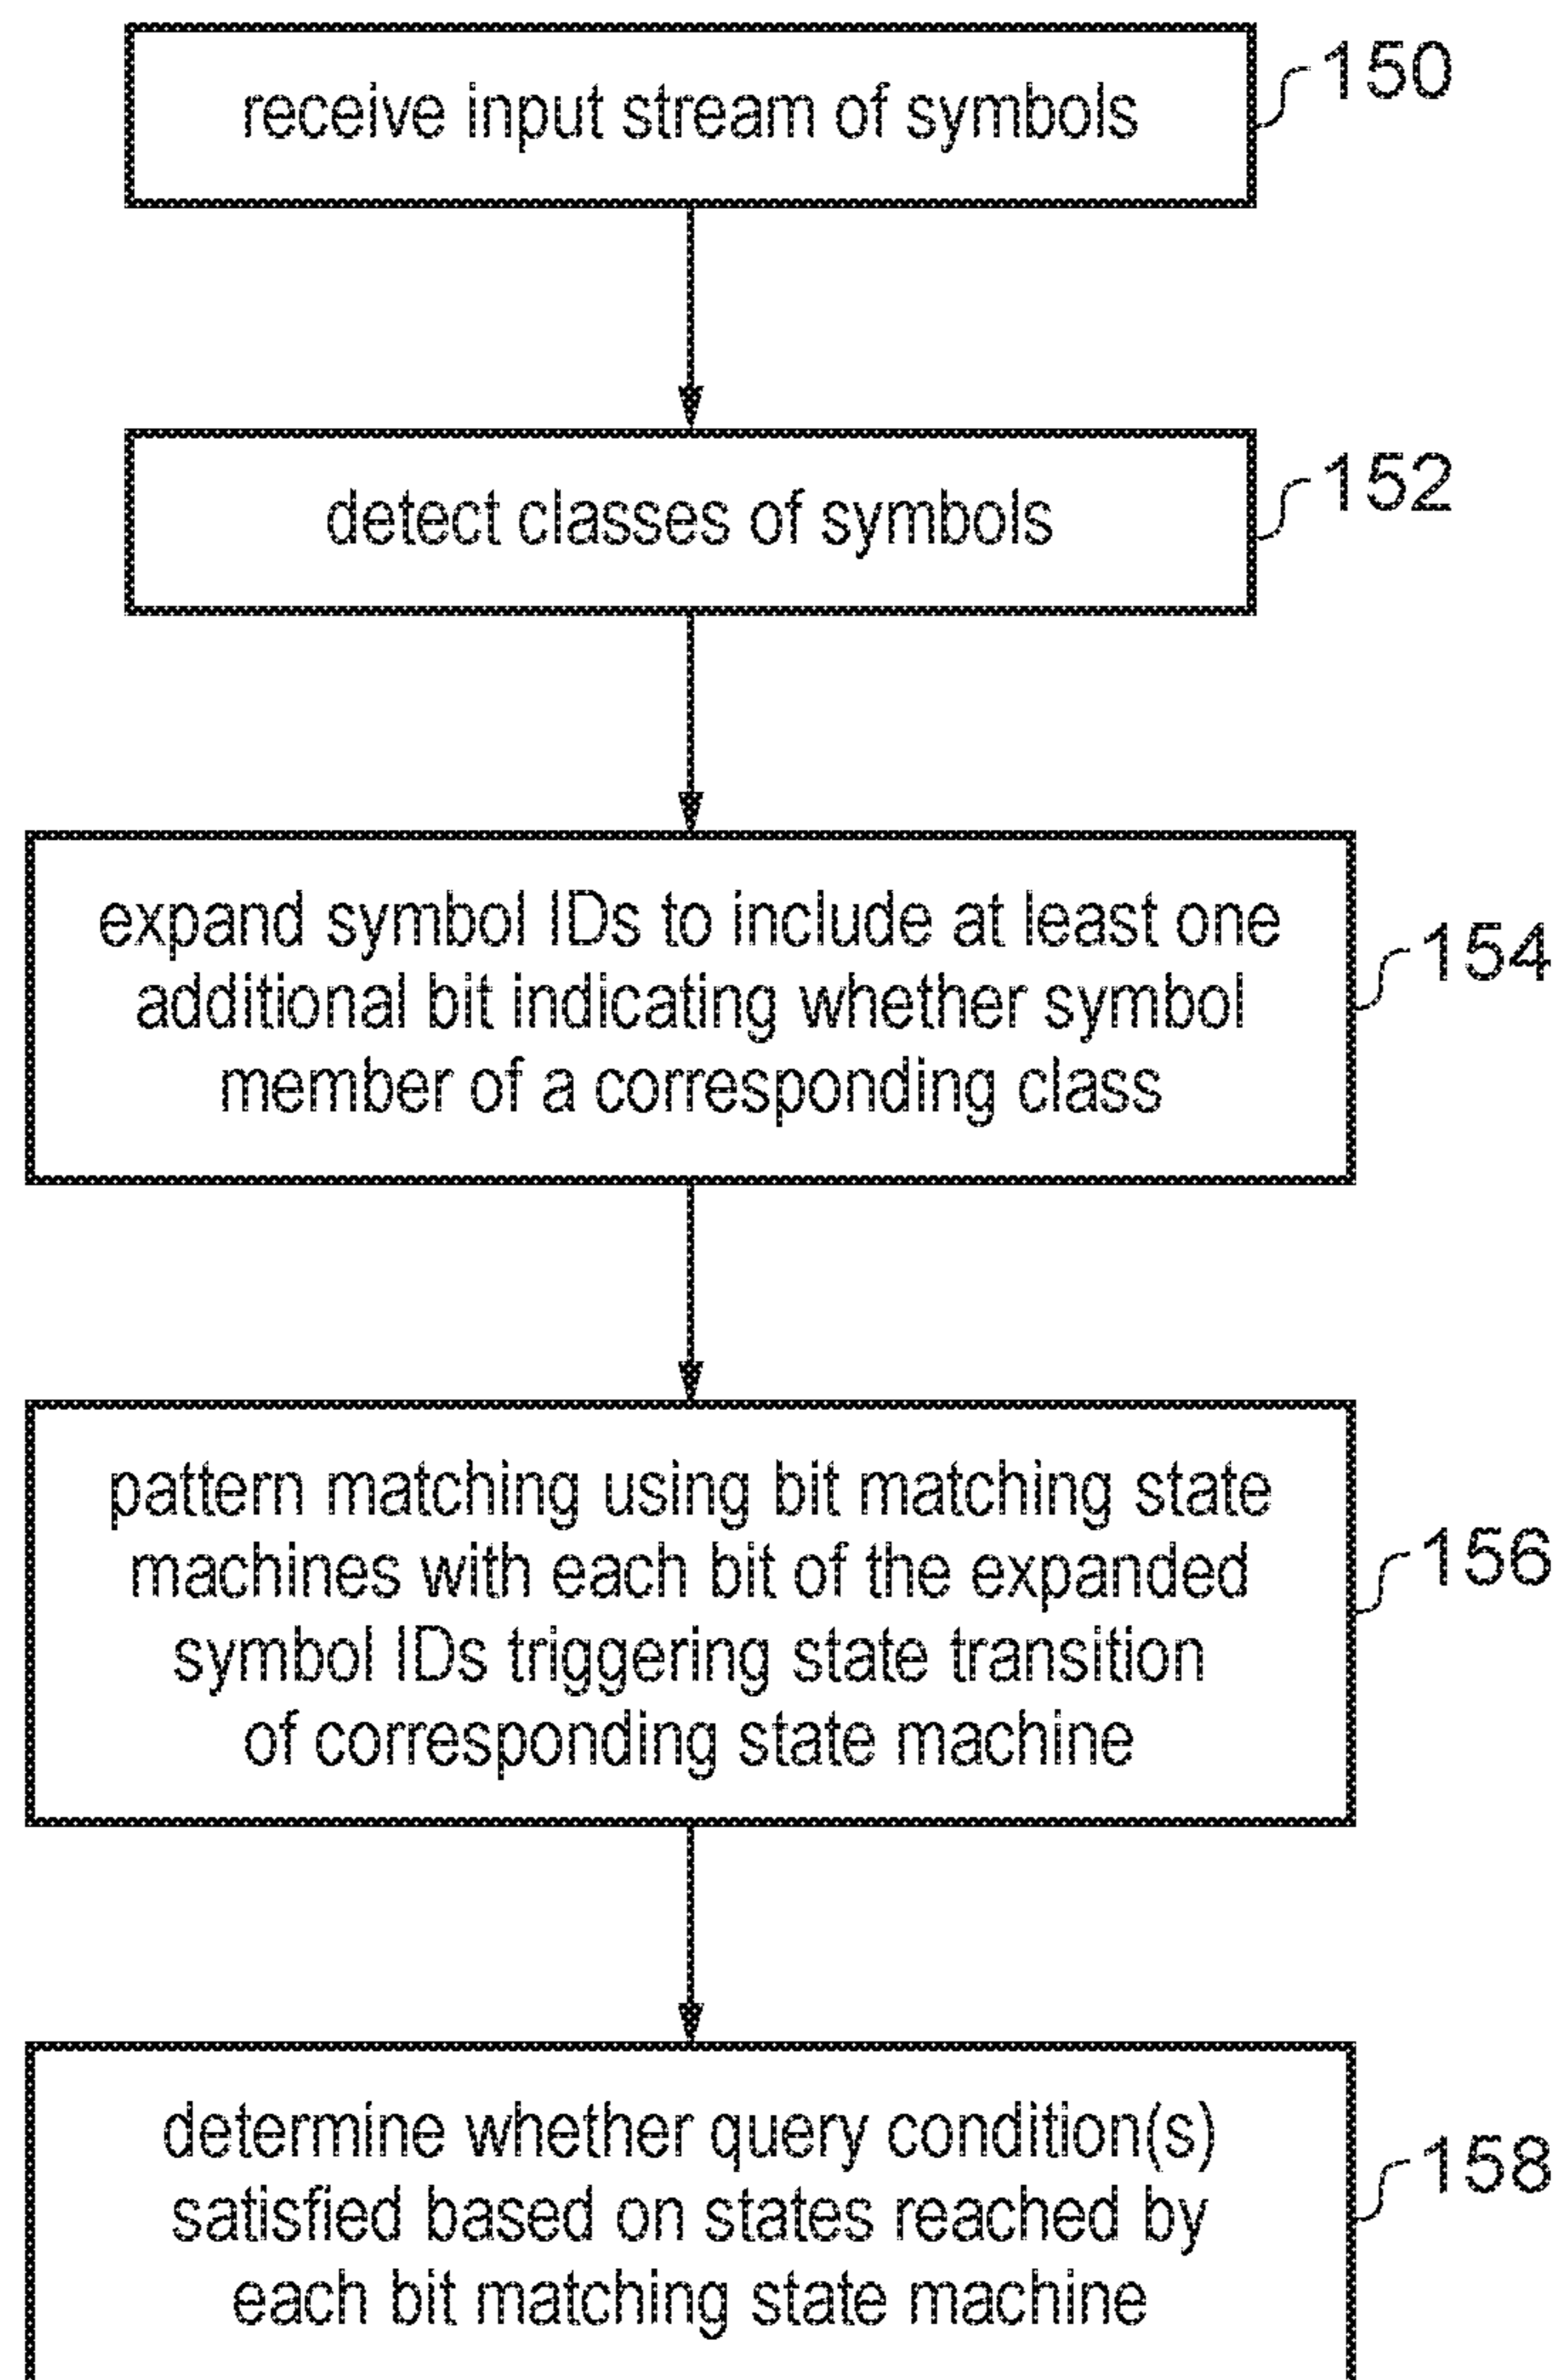 receive input stream of symbols
150
detect classes of symbols
152
expand symbol IDs to include at least one
additional bit indicating whether symbol
member of a corresponding class
154
pattern matching using bit matching state
machines with each bit of the expanded
symbol IDs triggering state transition
of corresponding state machine
156
determine whether query condition(s)
satisfied based on states reached by
each bit matching state machine
158